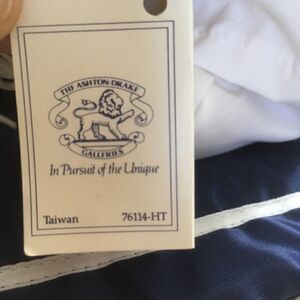 THE ASHTON-DRAKE
GALLERIES
In Pursuit of the Unique
Taiwan 76114-HT